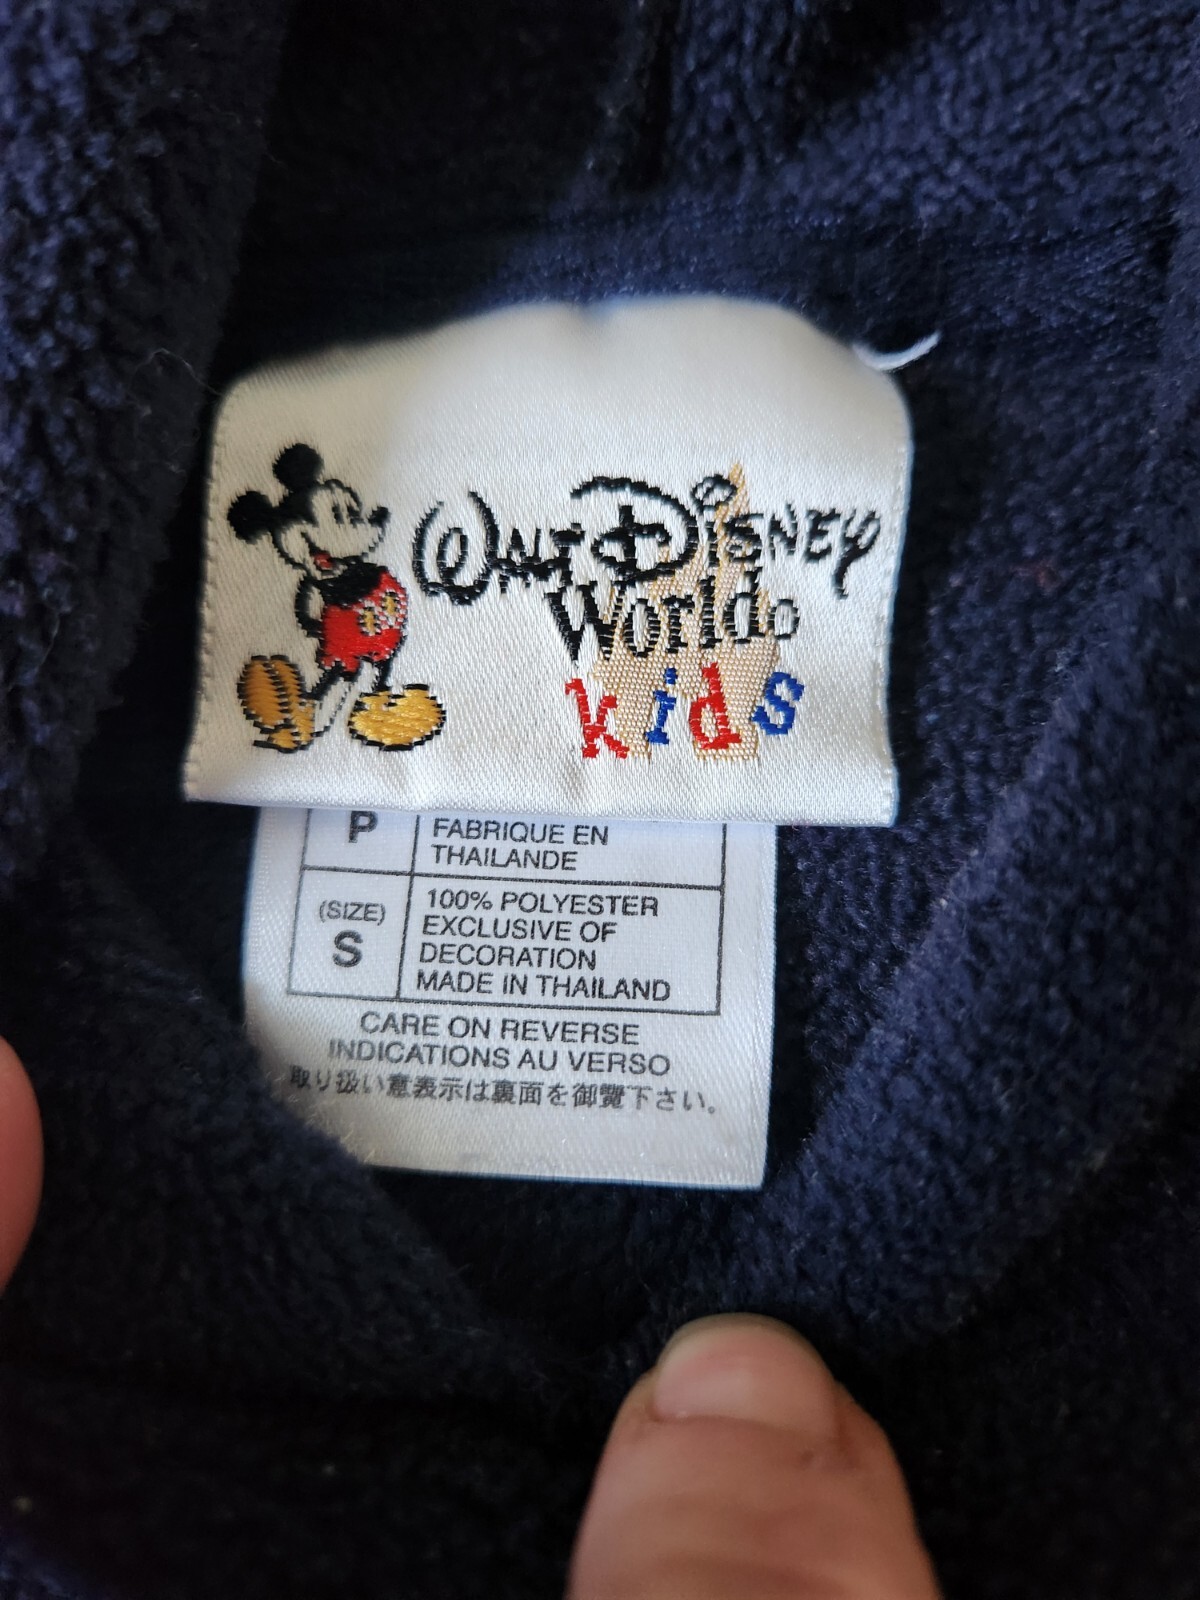 WALT DISNEY
World
kids
P
FABRIQUE EN
THAILANDE
(SIZE)
S
100% POLYESTER
EXCLUSIVE OF
DECORATION
MADE IN THAILAND
CARE ON REVERSE
INDICATIONS AU VERSO
取り扱い意表示は裏面を御覽下さい。